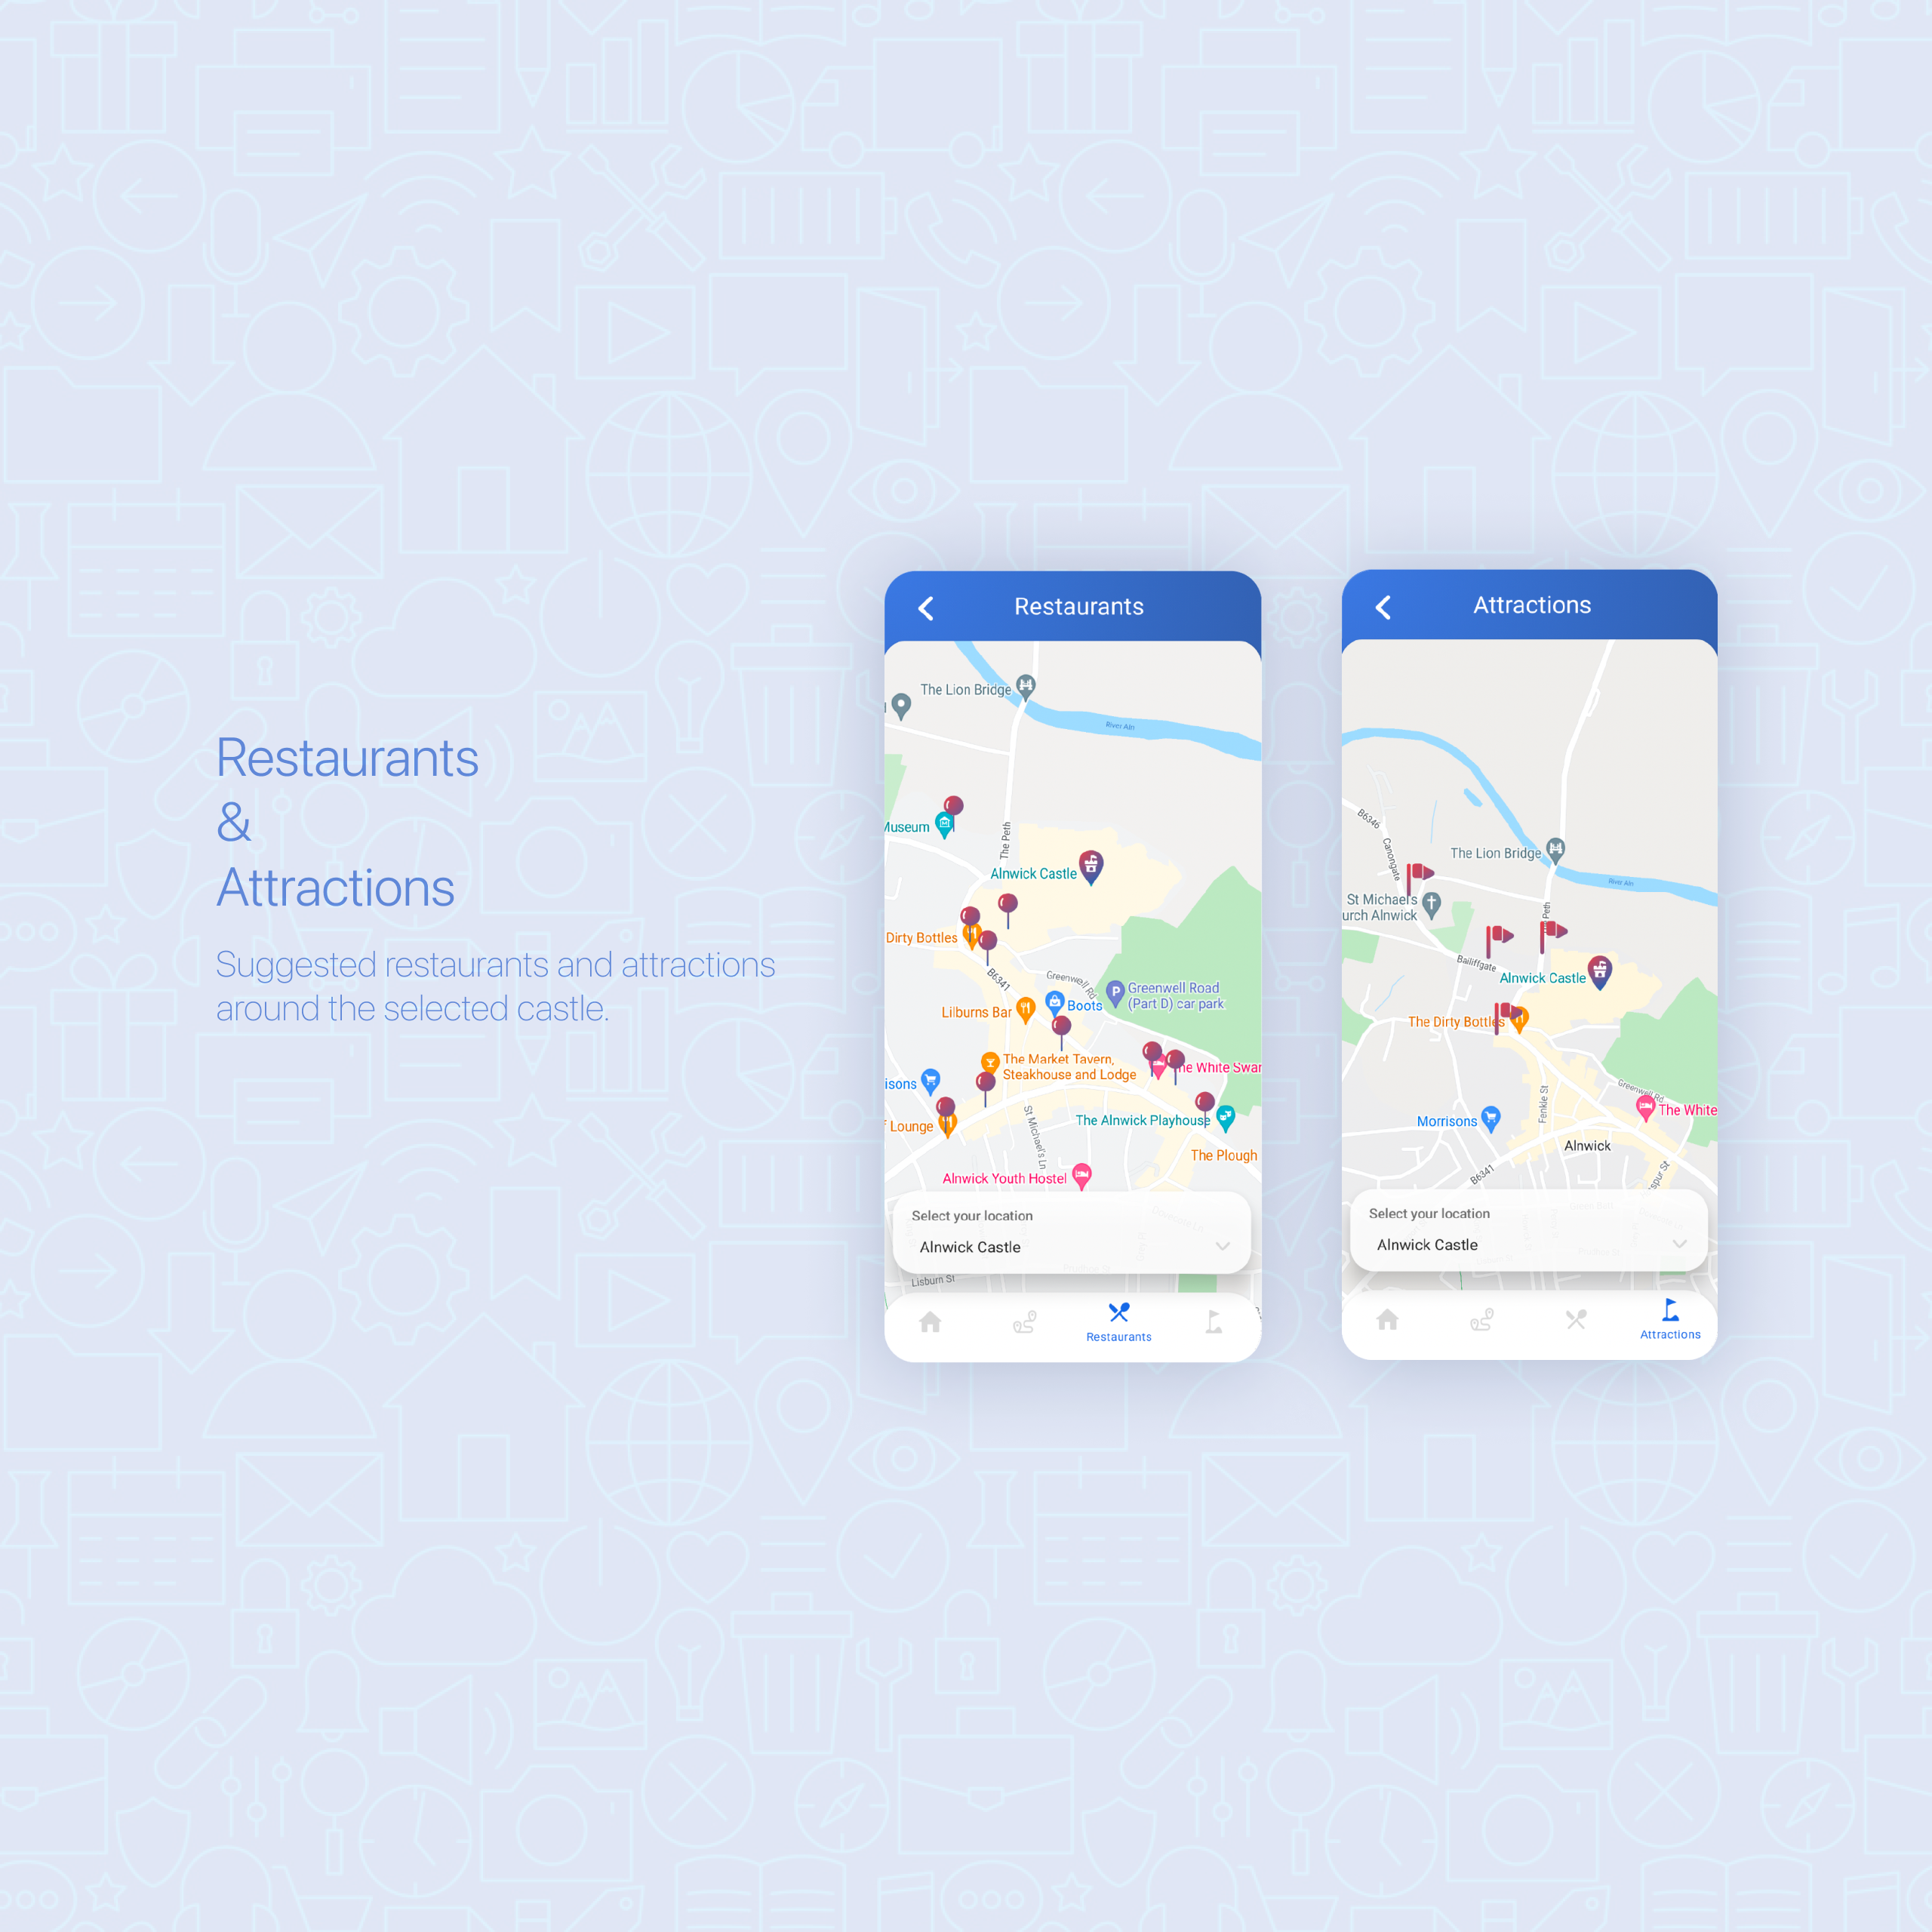 Restaurants
&
Attractions
Suggested restaurants and attractions
around the selected castle.
Restaurants
The Lion Bridge
River Aln
Museum
The Peth
Alnwick Castle
Dirty Bottles
B6341
Greenwell Rd
Greenwell Road
(Part D) car park
Boots
Lilburns Bar
The Market Tavern,
Steakhouse and Lodge
The White Swan
isons
Lounge
St Michael's Ln
The Alnwick Playhouse
The Plough
Alnwick Youth Hostel
Select your location
Alnwick Castle
Lisburn St
Restaurants
Attractions
B6346
Canongate
The Lion Bridge
River Aln
St Michael's
urch Alnwick
Peth
Bailiffgate
Alnwick Castle
The Dirty Bottles
Fenkle St
Greenwell Rd
The White
Morrisons
Alnwick
B6341
spur St
Select your location
Alnwick Castle
Attractions